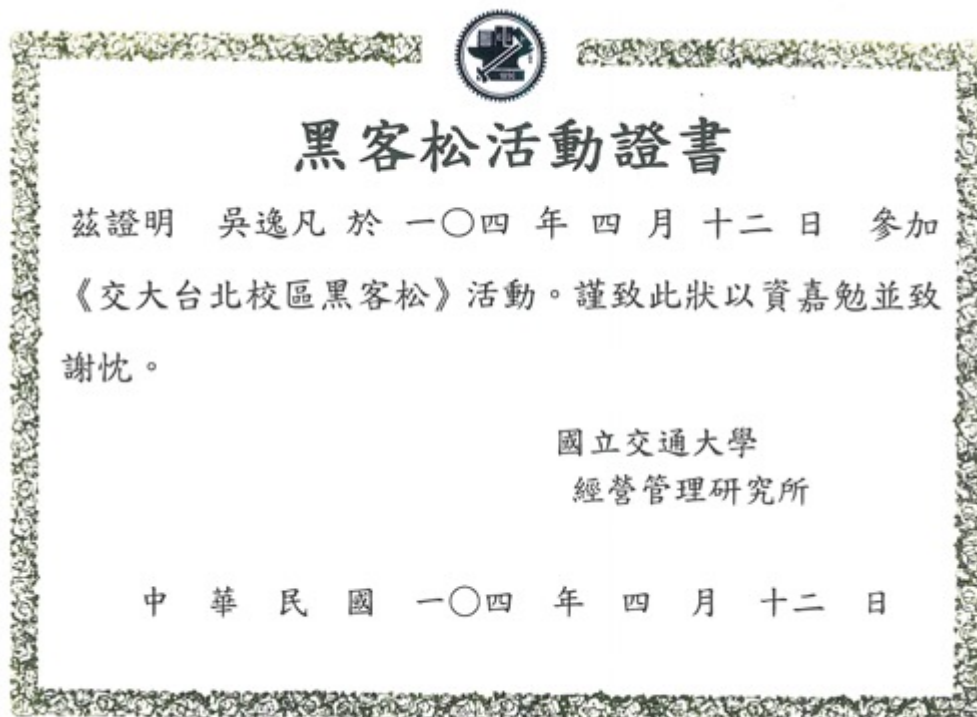 黑客松活動證書
茲證明 吳逸凡 於 一〇四 年 四 月 十二 日 參加
《交大台北校區黑客松》活動。謹致此狀以資嘉勉並致
謝忱。
國立交通大學
經營管理研究所
中 華 民 國 一〇四 年 四 月 十二 日